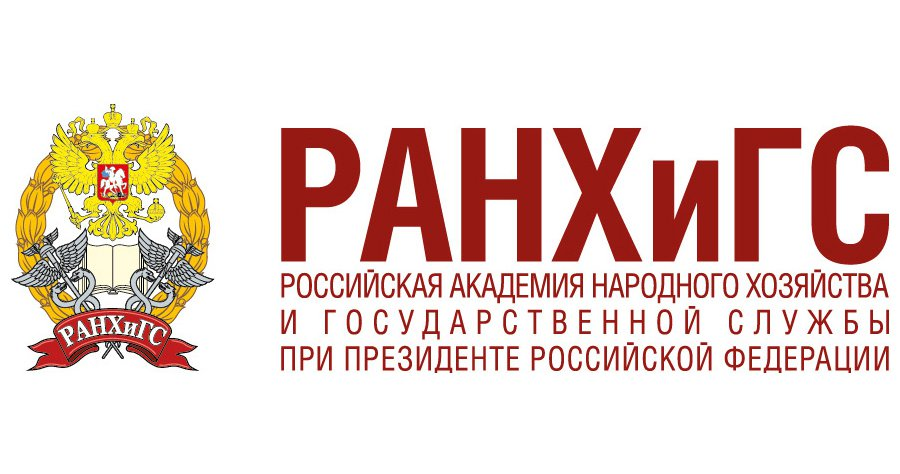 РАНХиГС
РАНХиГС
РОССИЙСКАЯ АКАДЕМИЯ НАРОДНОГО ХОЗЯЙСТВА
И ГОСУДАРСТВЕННОЙ СЛУЖБЫ
ПРИ ПРЕЗИДЕНТЕ РОССИЙСКОЙ ФЕДЕРАЦИИ